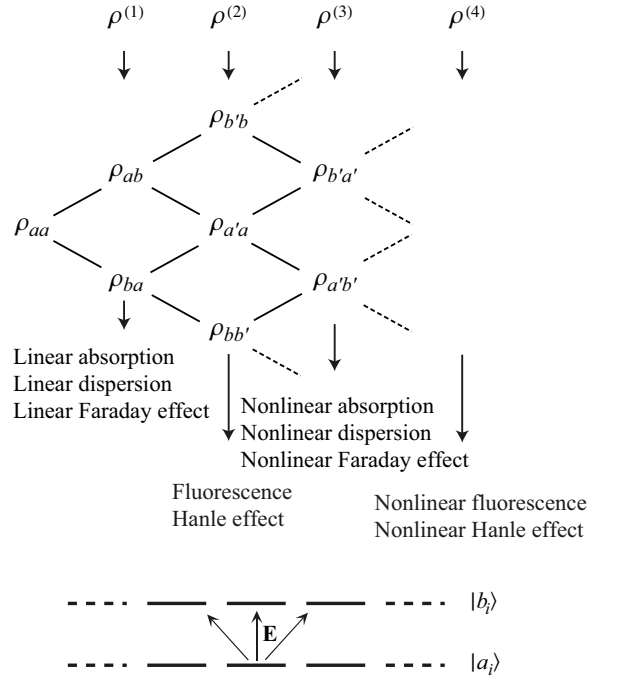 ρ⁽¹⁾ ρ⁽²⁾ ρ⁽³⁾ ρ⁽⁴⁾
ρb′b
ρab ρb′a′
ρaa ρa′a
ρba ρa′b′
ρbb′
Linear absorption
Linear dispersion
Linear Faraday effect
Nonlinear absorption
Nonlinear dispersion
Nonlinear Faraday effect
Fluorescence
Hanle effect
Nonlinear fluorescence
Nonlinear Hanle effect
|bᵢ⟩
E
|aᵢ⟩